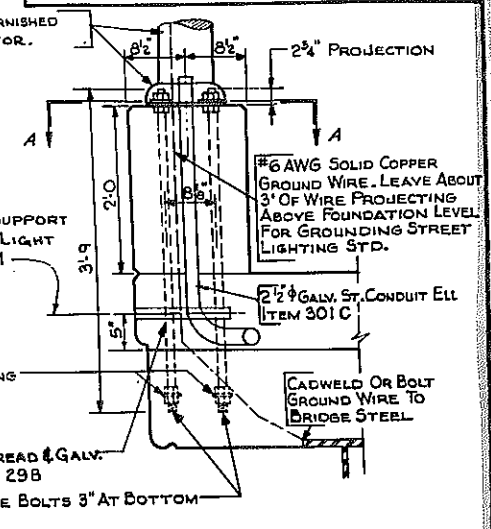 RNISHED
TOR.
8½"
8½"
2¾" PROJECTION
A
A
2'-0
8⅛"
3'-9
#6 AWG SOLID COPPER
GROUND WIRE. LEAVE ABOUT
3' OF WIRE PROJECTING
ABOVE FOUNDATION LEVEL
FOR GROUNDING STREET
LIGHTING STD.
UPPORT
LIGHT
2½"φ GALV. ST. CONDUIT ELL
ITEM 301C
5"
NG
CADWELD OR BOLT
GROUND WIRE TO
BRIDGE STEEL
READ & GALV.
29B
E BOLTS 3" AT BOTTOM